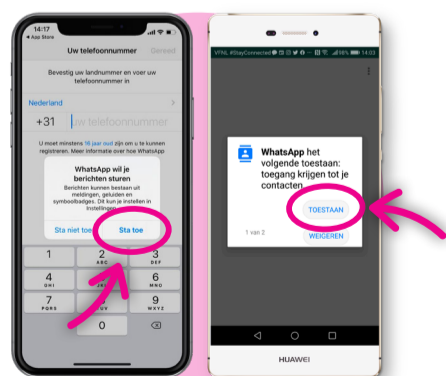 14:17
App Store
Uw telefoonnummer Gereed
Bevestig uw landnummer en voer uw
telefoonnummer in
Nederland
+31 uw telefoonnummer
U moet minstens 16 jaar oud zijn om u te kunnen
registreren. Meer informatie over hoe WhatsApp
WhatsApp wil je
berichten sturen
Berichten kunnen bestaan uit
meldingen, geluiden en
symboolbadges. Dit kun je instellen in
Instellingen
Sta niet toe Sta toe
1 2 3
ABC DEF
4 6
GHI MNO
7 9
PQRS WXYZ
0
VFNL #StayConnected 98% 14:03
WhatsApp het
volgende toestaan:
toegang krijgen tot je
contacten
TOESTAAN
1 van 2 WEIGEREN
HUAWEI